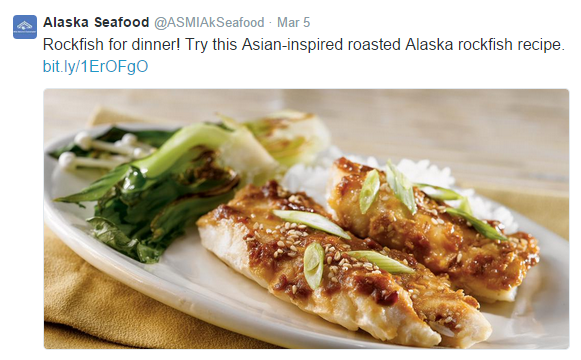 Alaska Seafood @ASMIAkSeafood · Mar 5
Rockfish for dinner! Try this Asian-inspired roasted Alaska rockfish recipe.
bit.ly/1ErOFgO